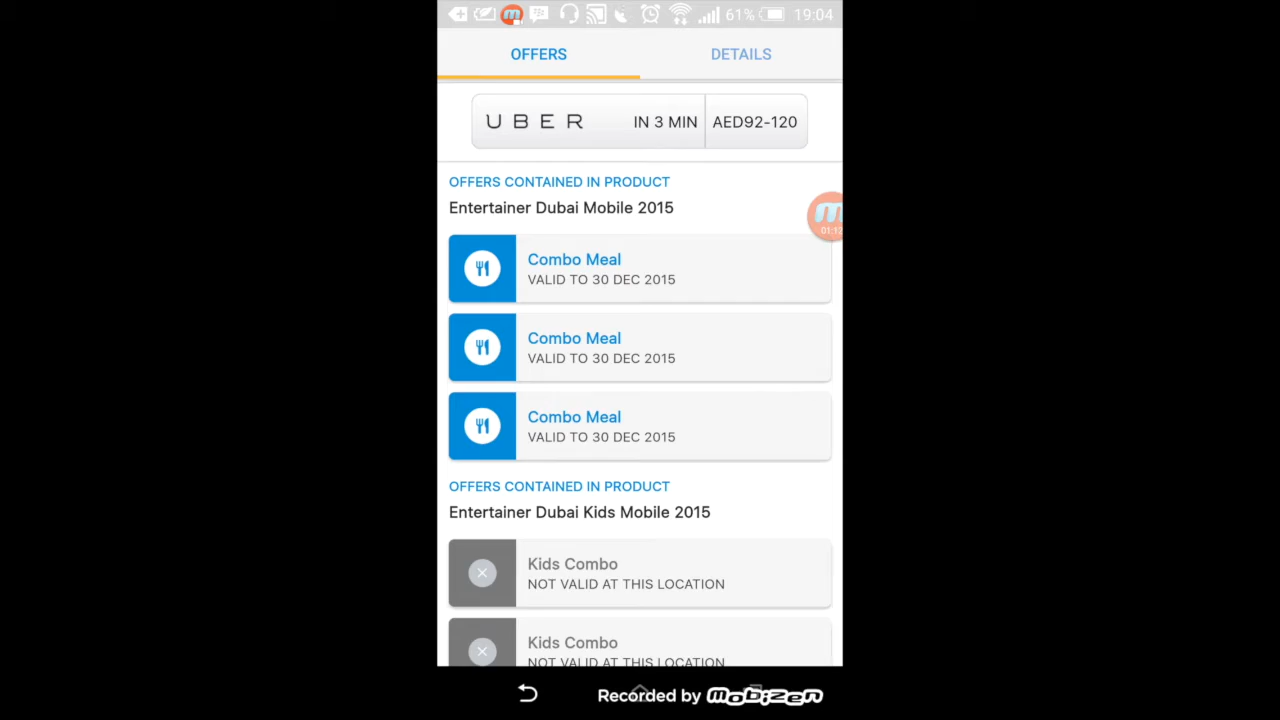 61% 19:04
OFFERS DETAILS
UBER IN 3 MIN AED92-120
OFFERS CONTAINED IN PRODUCT
Entertainer Dubai Mobile 2015
01:12
Combo Meal
VALID TO 30 DEC 2015
Combo Meal
VALID TO 30 DEC 2015
Combo Meal
VALID TO 30 DEC 2015
OFFERS CONTAINED IN PRODUCT
Entertainer Dubai Kids Mobile 2015
Kids Combo
NOT VALID AT THIS LOCATION
Kids Combo
NOT VALID AT THIS LOCATION
Recorded by mobizen